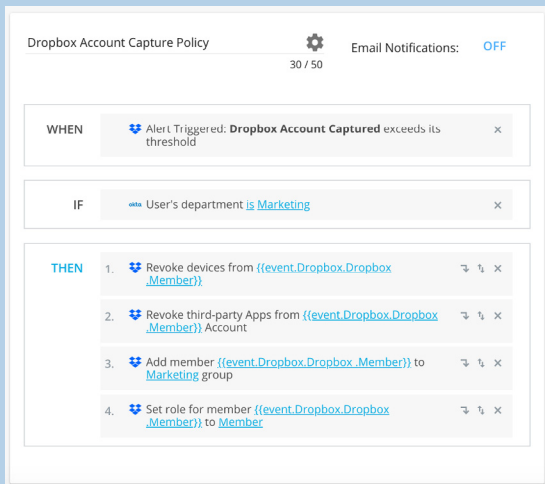 Dropbox Account Capture Policy
Email Notifications: OFF
30 / 50
WHEN
Alert Triggered: Dropbox Account Captured exceeds its
threshold
IF
okta User's department is Marketing
THEN
1. Revoke devices from {{event.Dropbox.Dropbox
.Member}}
2. Revoke third-party Apps from {{event.Dropbox.Dropbox
.Member}} Account
3. Add member {{event.Dropbox.Dropbox .Member}} to
Marketing group
4. Set role for member {{event.Dropbox.Dropbox
.Member}} to Member